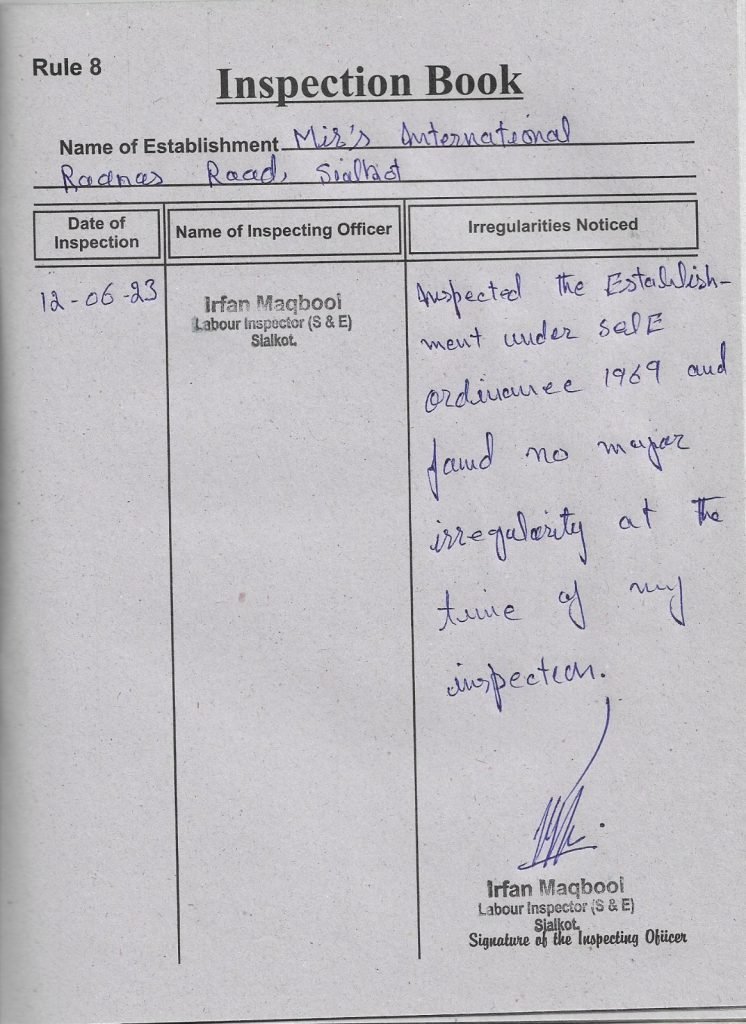 Rule 8
Inspection Book
Name of Establishment Mir's International
Road, Sialkot
Date of Inspection
Name of Inspecting Officer
Irregularities Noticed
12-06-23
Irfan Maqbool
Labour Inspector (S & E)
Sialkot.
Inspected the Establish-
ment under S&E
ordinance 1969 and
found no major
irregularity at the
time of my
inspection.
Irfan Maqbool
Labour Inspector (S & E)
Sialkot.
Signature of the Inspecting Ofiicer